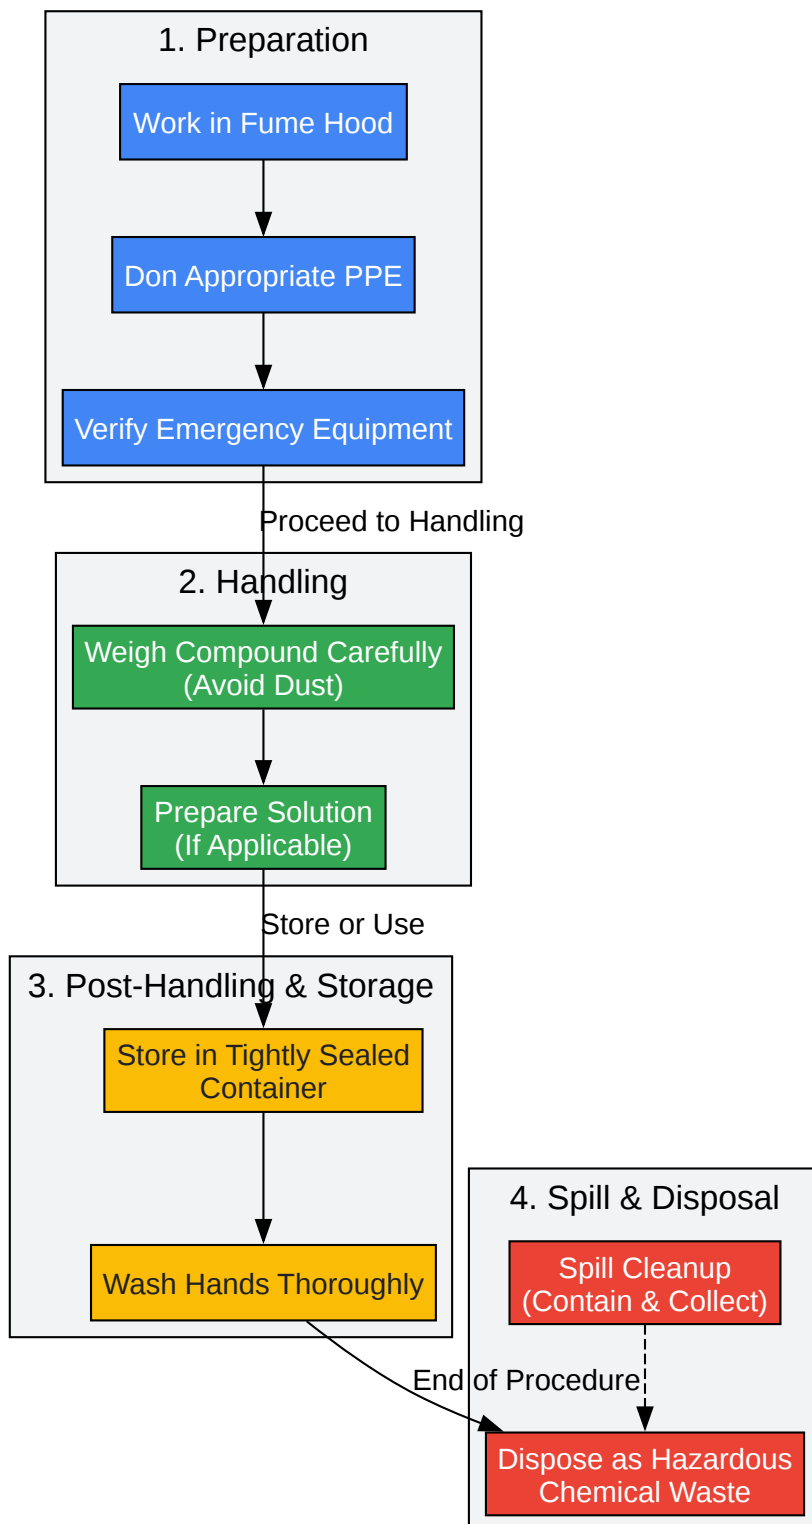 1. Preparation
Work in Fume Hood
Don Appropriate PPE
Verify Emergency Equipment
Proceed to Handling
2. Handling
Weigh Compound Carefully
(Avoid Dust)
Prepare Solution
(If Applicable)
Store or Use
3. Post-Handling & Storage
Store in Tightly Sealed
Container
Wash Hands Thoroughly
4. Spill & Disposal
Spill Cleanup
(Contain & Collect)
End of Procedure
Dispose as Hazardous
Chemical Waste